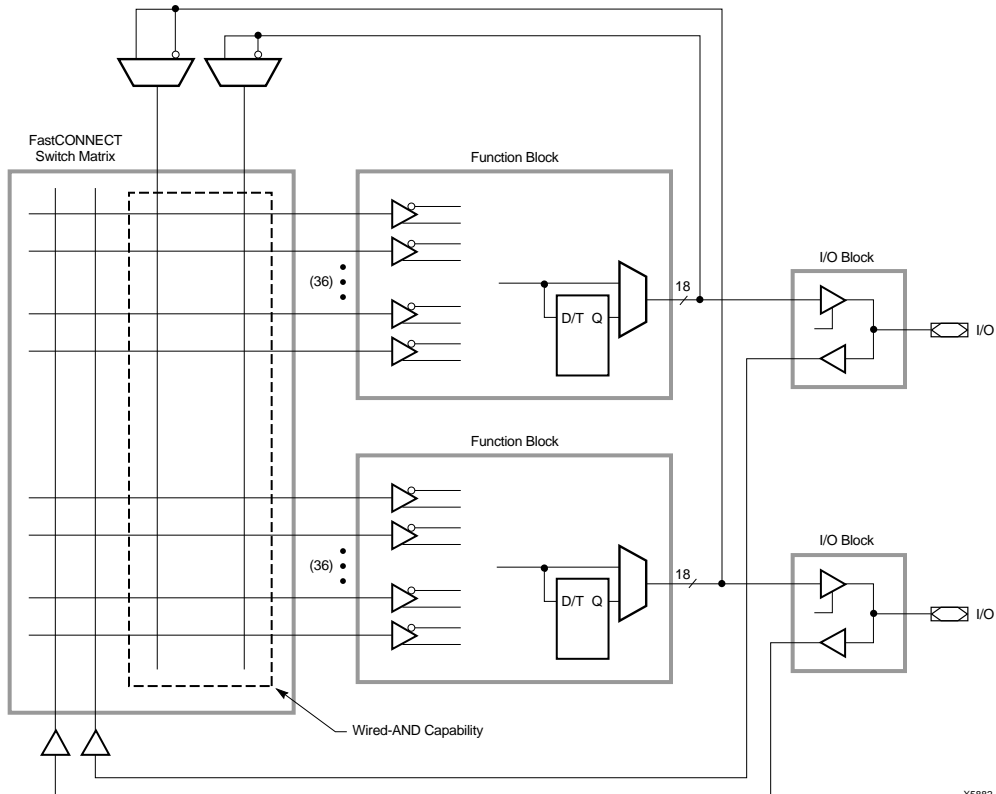 FastCONNECT
Switch Matrix
Function Block
(36)
D/T Q
18
I/O Block
I/O
Function Block
(36)
D/T Q
18
I/O Block
I/O
Wired-AND Capability